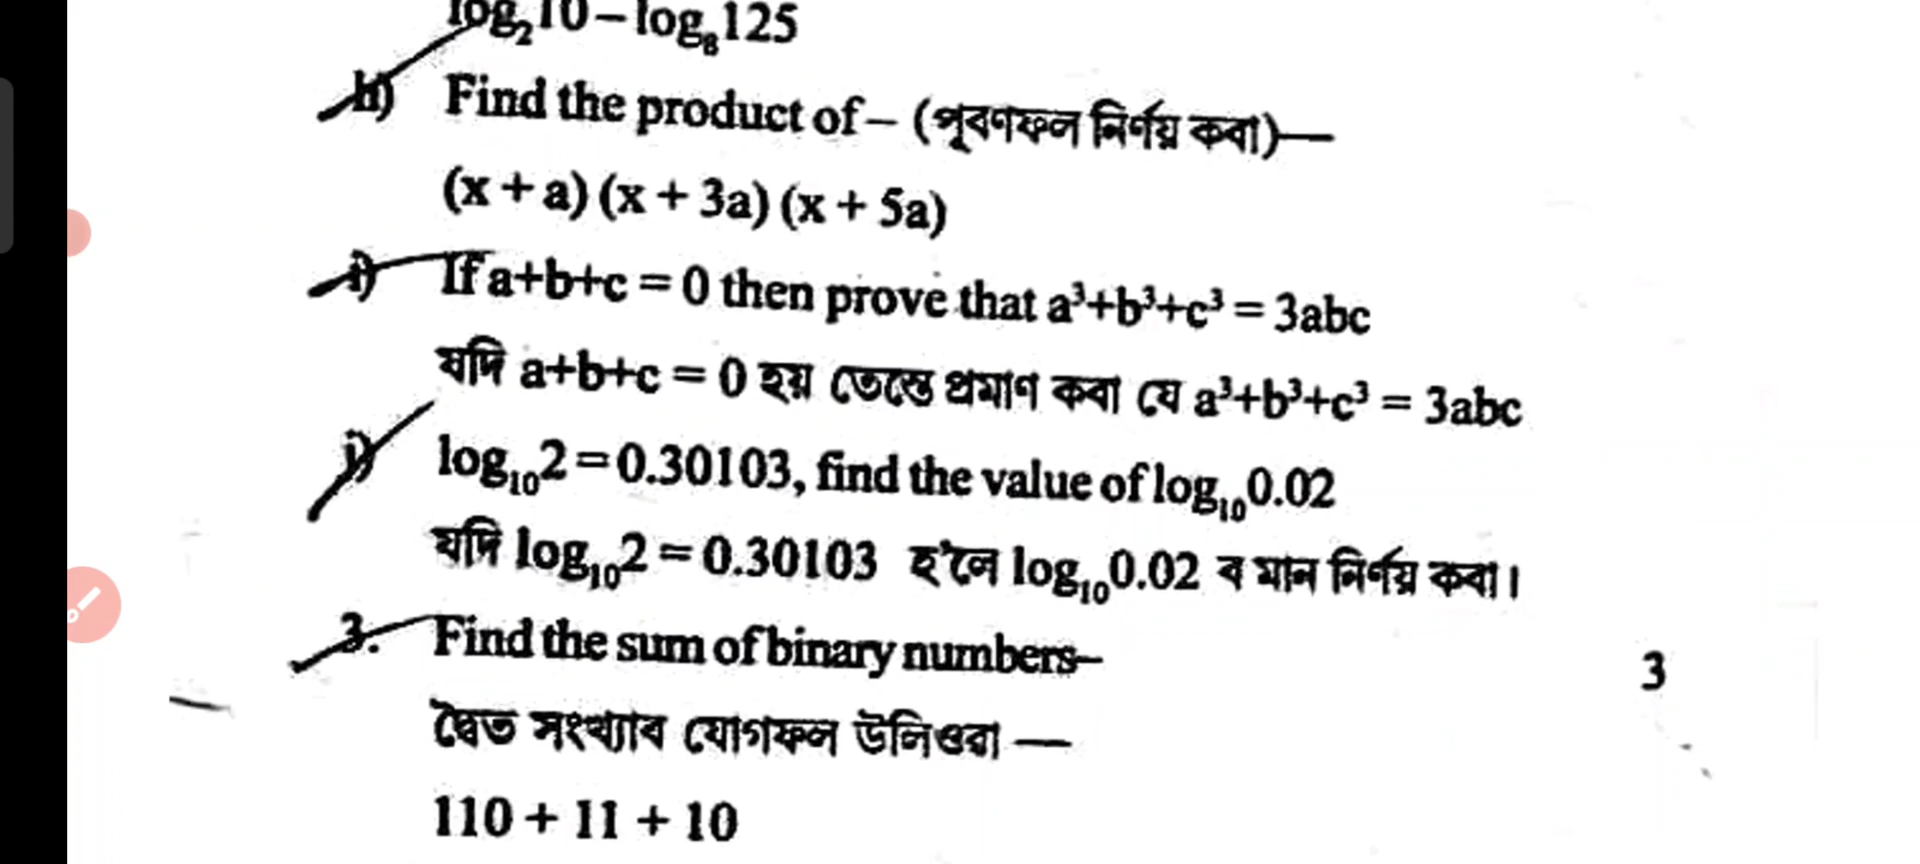 log₂10 – log₈125
h) Find the product of – (পূৰণফল নিৰ্ণয় কৰা)—
(x + a) (x + 3a) (x + 5a)
i) If a+b+c = 0 then prove that a³+b³+c³ = 3abc
যদি a+b+c = 0 হয় তেন্তে প্ৰমাণ কৰা যে a³+b³+c³ = 3abc
j) log₁₀2 = 0.30103, find the value of log₁₀0.02
যদি log₁₀2 = 0.30103 হ'লে log₁₀0.02 ৰ মান নিৰ্ণয় কৰা।
3. Find the sum of binary numbers– 3
দ্বৈত সংখ্যাৰ যোগফল উলিওৱা —
110 + 11 + 10